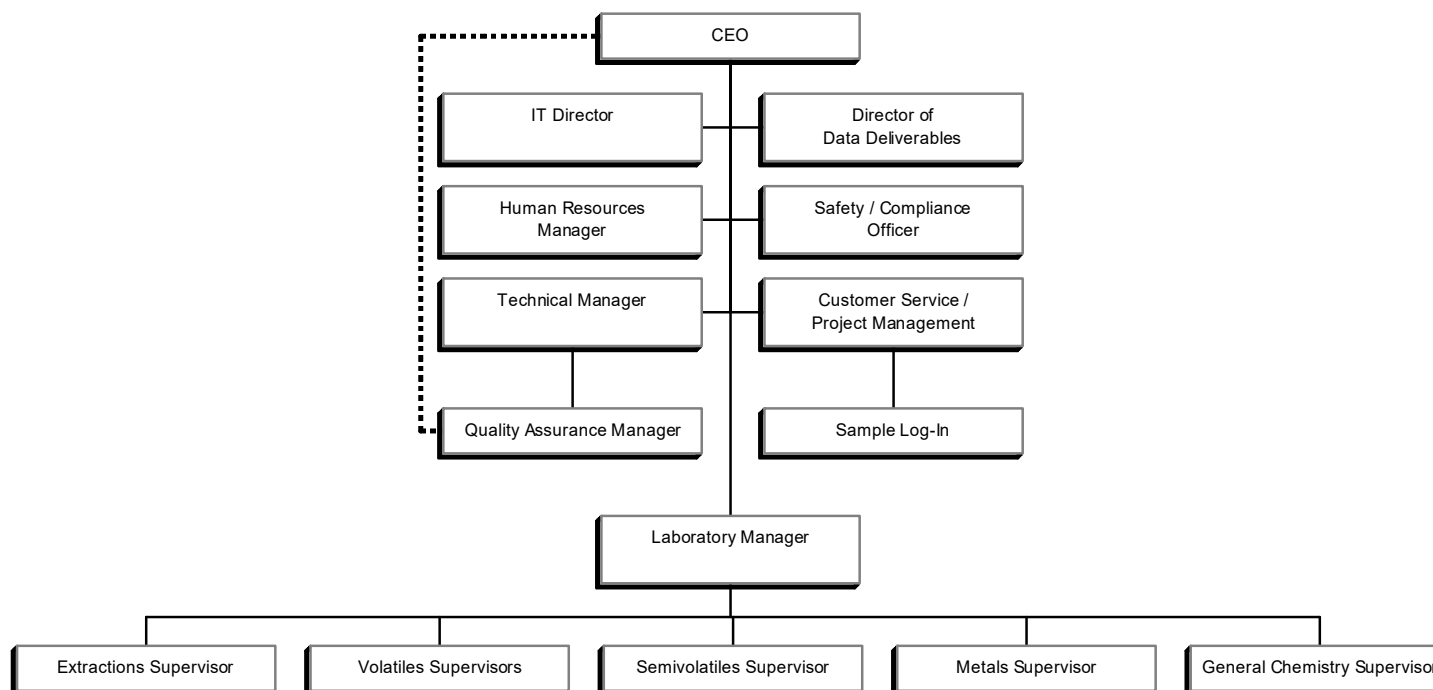 CEO
IT Director
Director of
Data Deliverables
Human Resources
Manager
Safety / Compliance
Officer
Technical Manager
Customer Service /
Project Management
Quality Assurance Manager
Sample Log-In
Laboratory Manager
Extractions Supervisor
Volatiles Supervisors
Semivolatiles Supervisor
Metals Supervisor
General Chemistry Supervisor